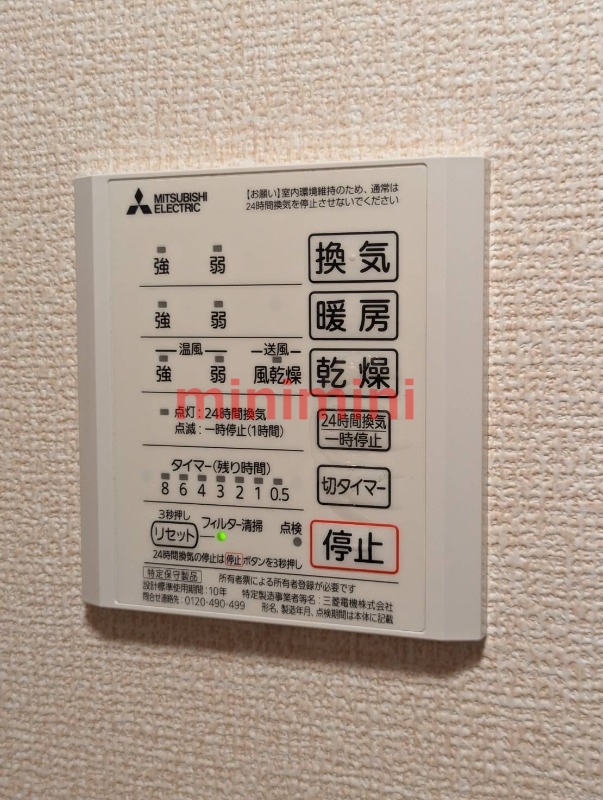 MITSUBISHI
ELECTRIC
【お願い】室内環境維持のため、通常は
24時間換気を停止させないでください
強 弱 換気
強 弱 暖房
温風 送風
強 弱 風乾燥 乾燥
minimini
点灯:24時間換気
点滅:一時停止(1時間)
24時間換気
一時停止
タイマー(残り時間)
8 6 4 3 2 1 0.5
切タイマー
3秒押し
リセット フィルター清掃 点検
停止
24時間換気の停止は停止ボタンを3秒押し
特定保守製品 所有者票による所有者登録が必要です
設計標準使用期間:10年 特定製造事業者等名:三菱電機株式会社
問合せ連絡先:0120-490-499 形名、製造年月、点検期間は本体に記載